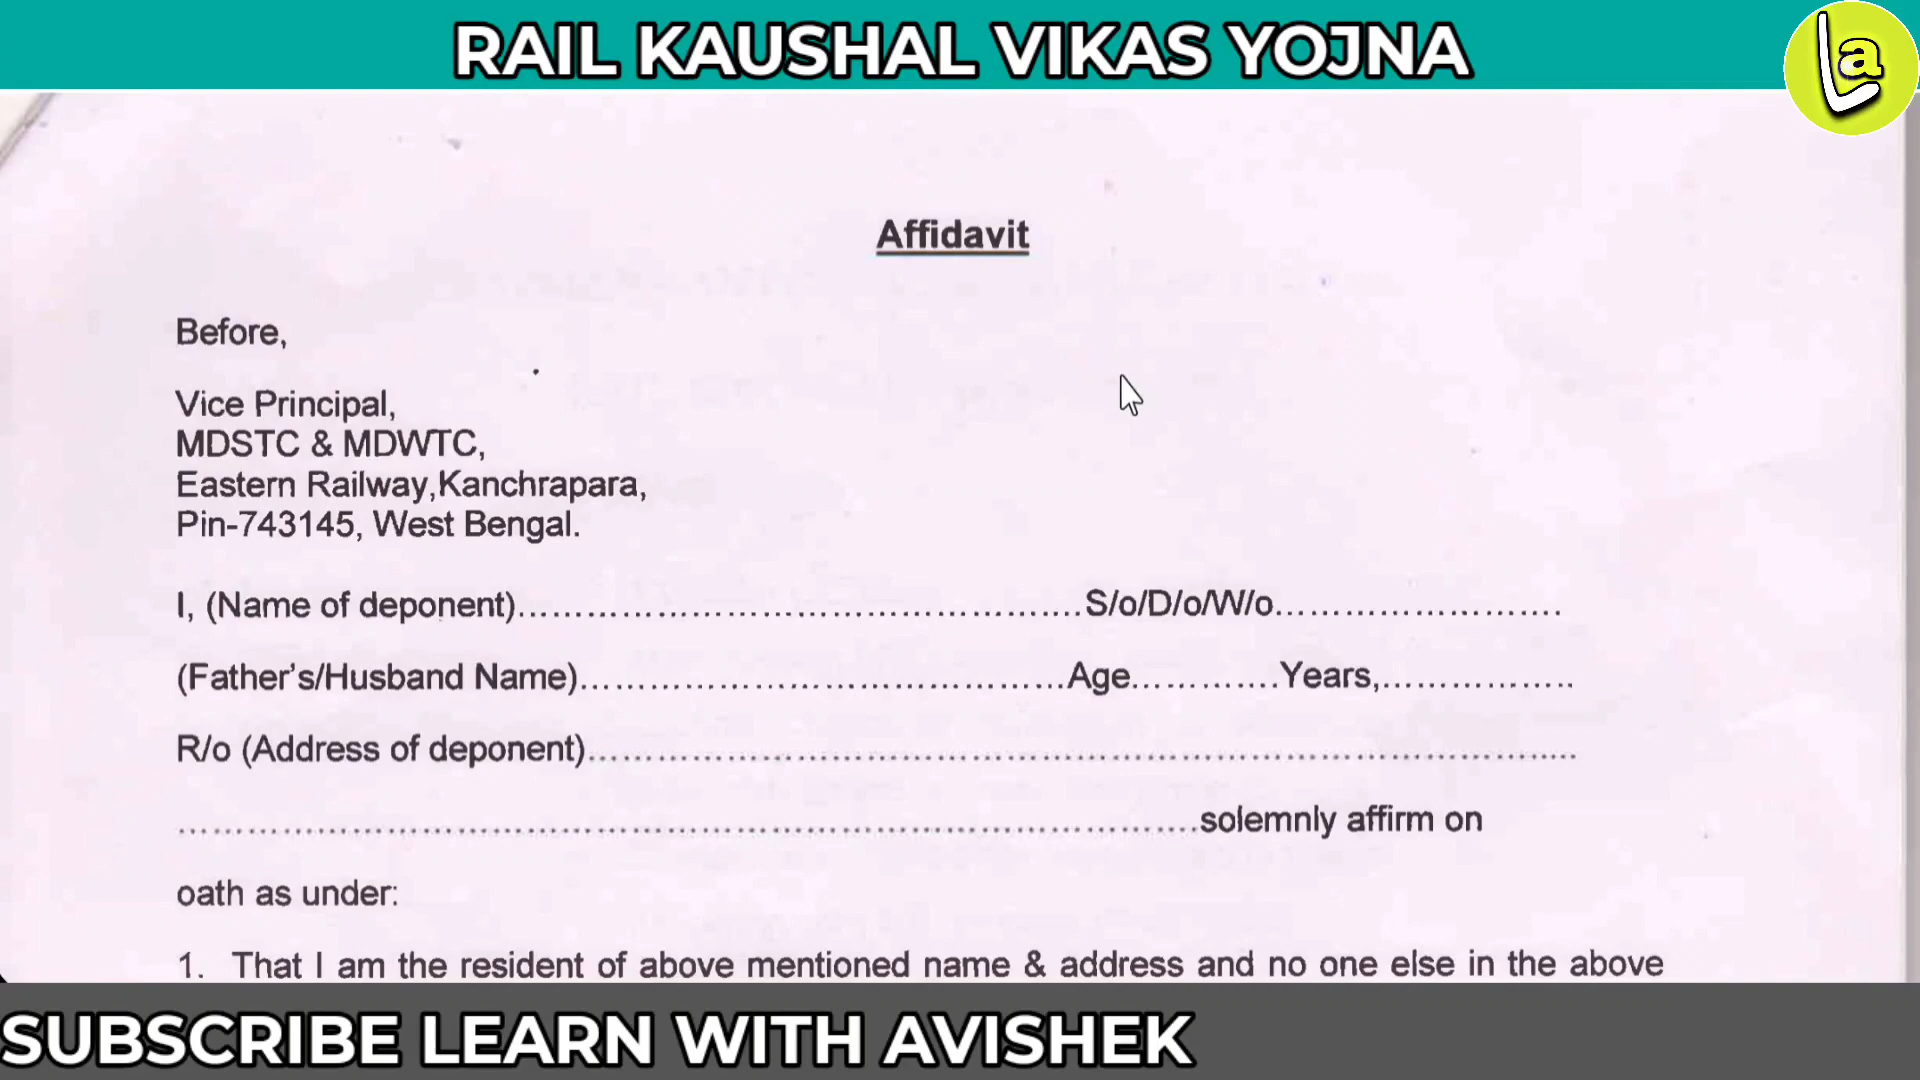 RAIL KAUSHAL VIKAS YOJNA
La
Affidavit
Before,
Vice Principal,
MDSTC & MDWTC,
Eastern Railway,Kanchrapara,
Pin-743145, West Bengal.
I, (Name of deponent)................................................S/o/D/o/W/o........................
(Father's/Husband Name).........................................Age............Years,................
R/o (Address of deponent)....................................................................................
.......................................................................................solemnly affirm on
oath as under:
1. That I am the resident of above mentioned name & address and no one else in the above
SUBSCRIBE LEARN WITH AVISHEK